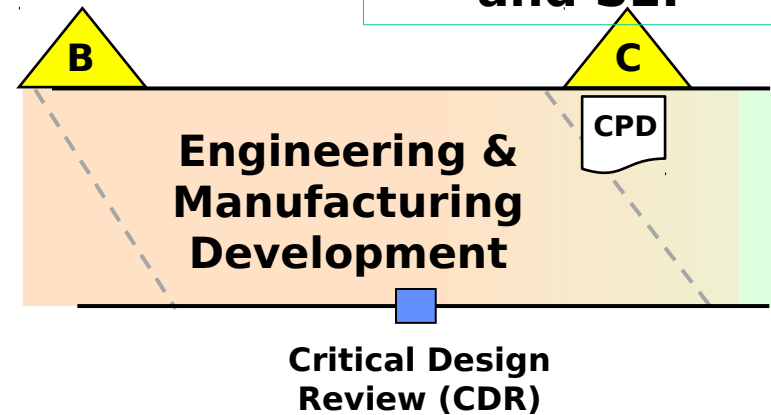 B
C
CPD
Engineering &
Manufacturing
Development
Critical Design
Review (CDR)